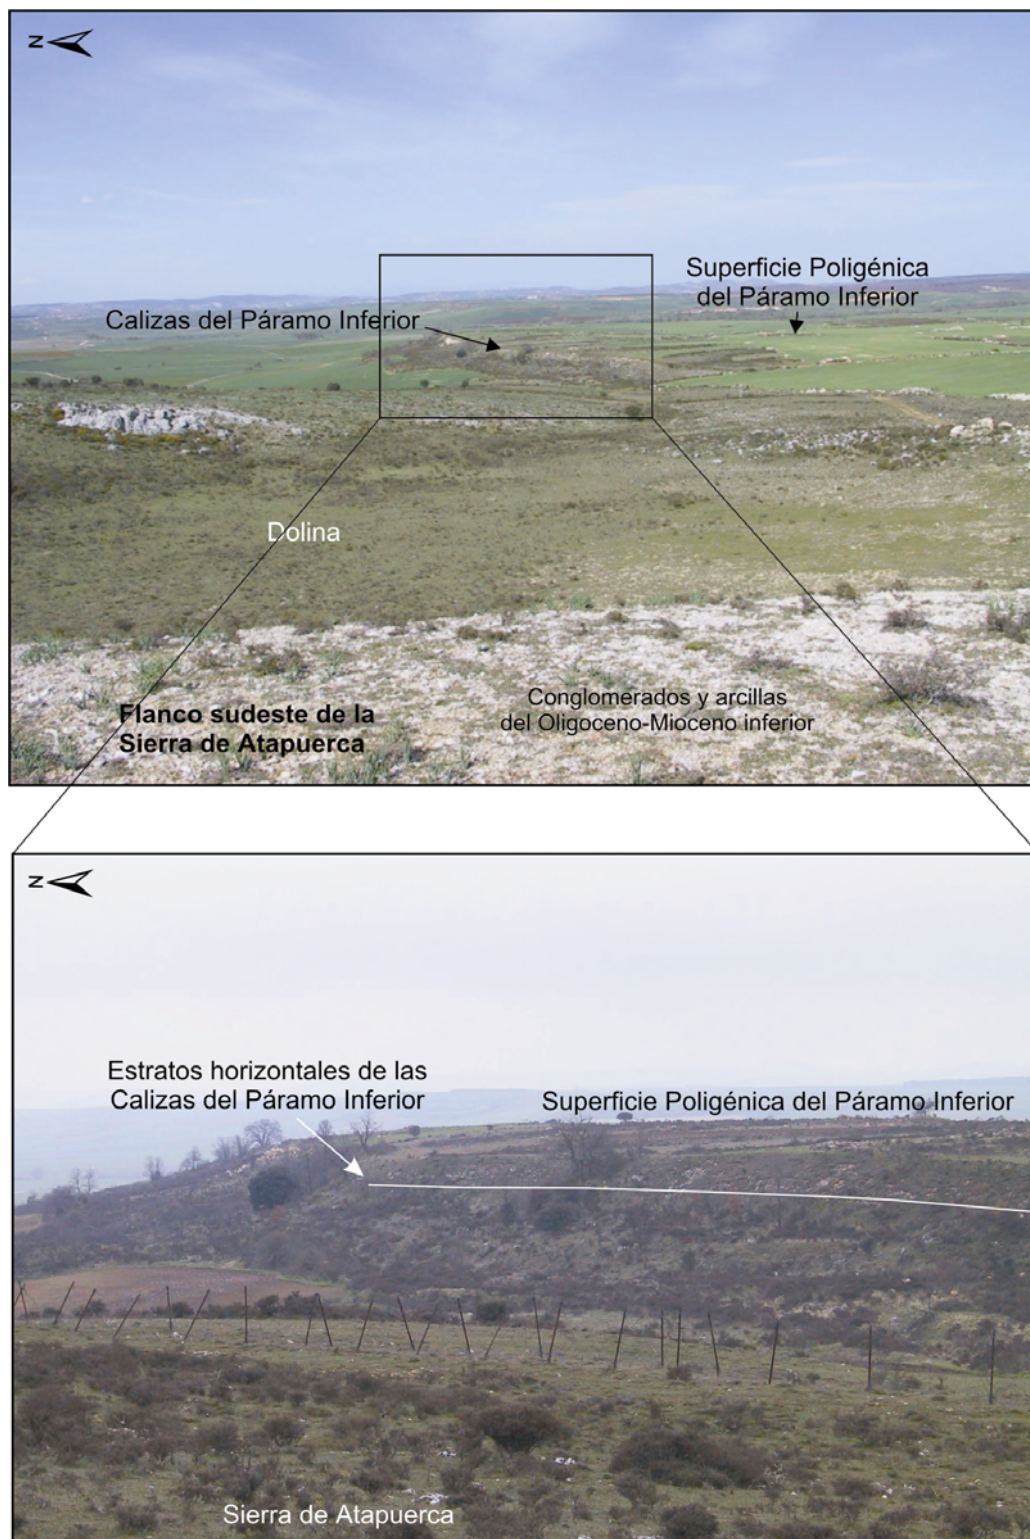 N
Superficie Poligénica
del Páramo Inferior
Calizas del Páramo Inferior
Dolina
Flanco sudeste de la
Sierra de Atapuerca
Conglomerados y arcillas
del Oligoceno-Mioceno inferior
N
Estratos horizontales de las
Calizas del Páramo Inferior
Superficie Poligénica del Páramo Inferior
Sierra de Atapuerca